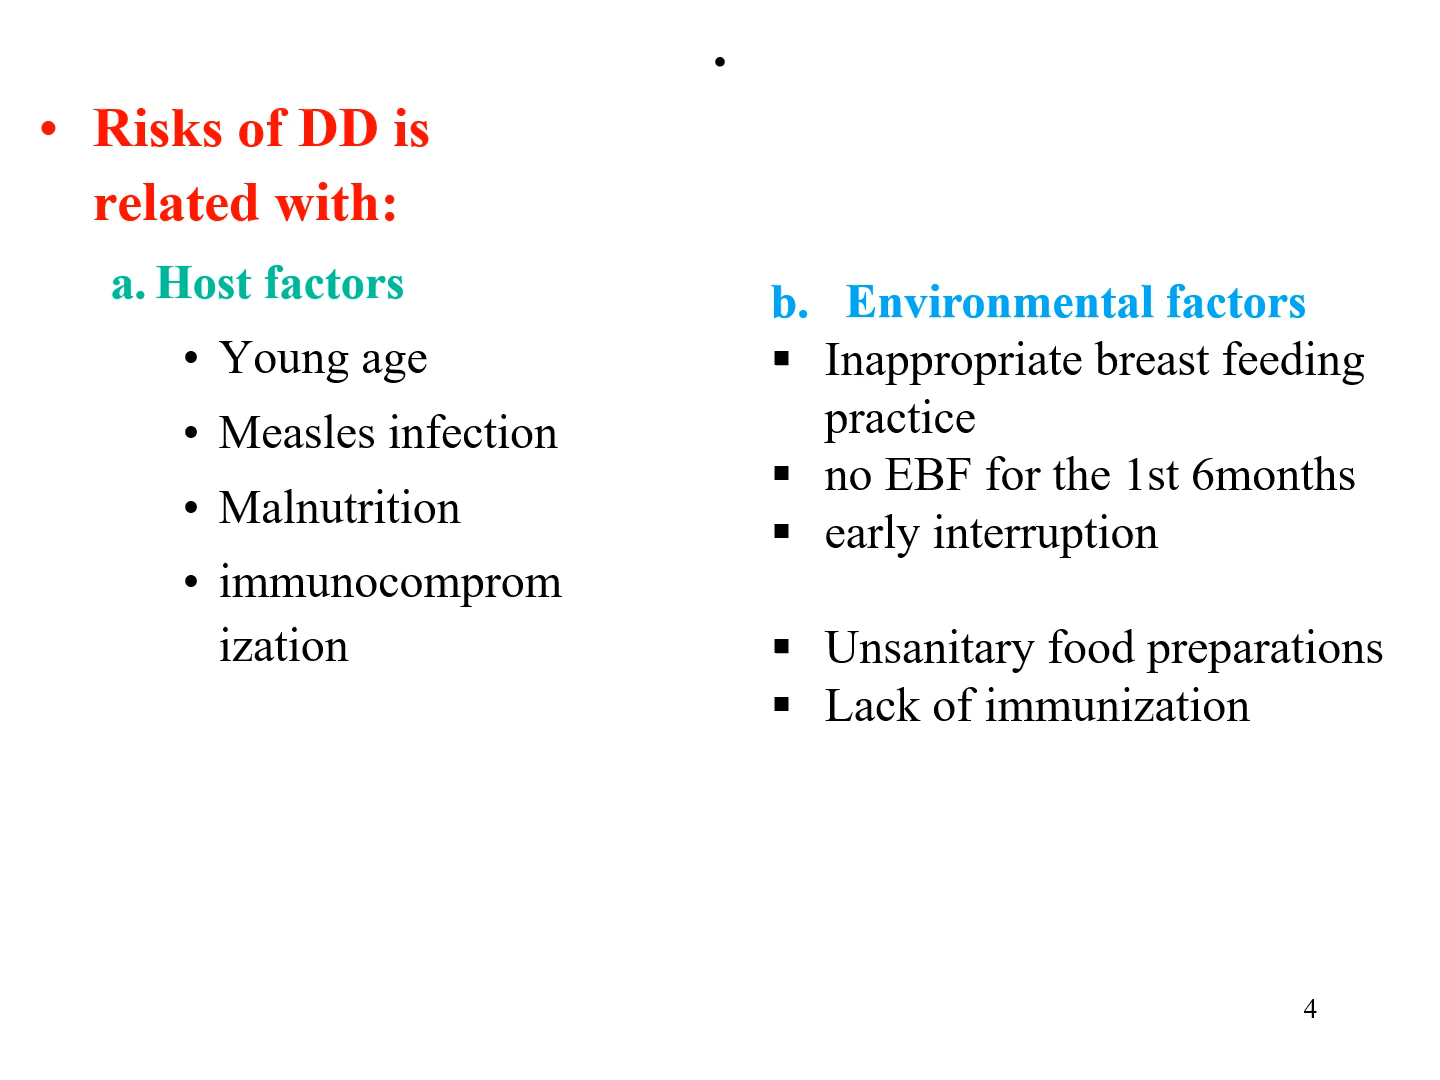 •
• Risks of DD is
related with:
a. Host factors
• Young age
• Measles infection
• Malnutrition
• immunocomprom
ization
b. Environmental factors
▪ Inappropriate breast feeding
practice
▪ no EBF for the 1st 6months
▪ early interruption
▪ Unsanitary food preparations
▪ Lack of immunization
4